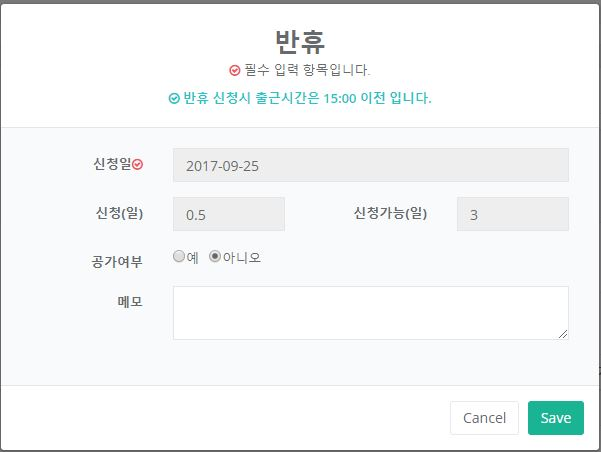 반휴
필수 입력 항목입니다.
반휴 신청시 출근시간은 15:00 이전 입니다.
신청일 2017-09-25
신청(일) 0.5 신청가능(일) 3
공가여부 예 아니오
메모
Cancel Save